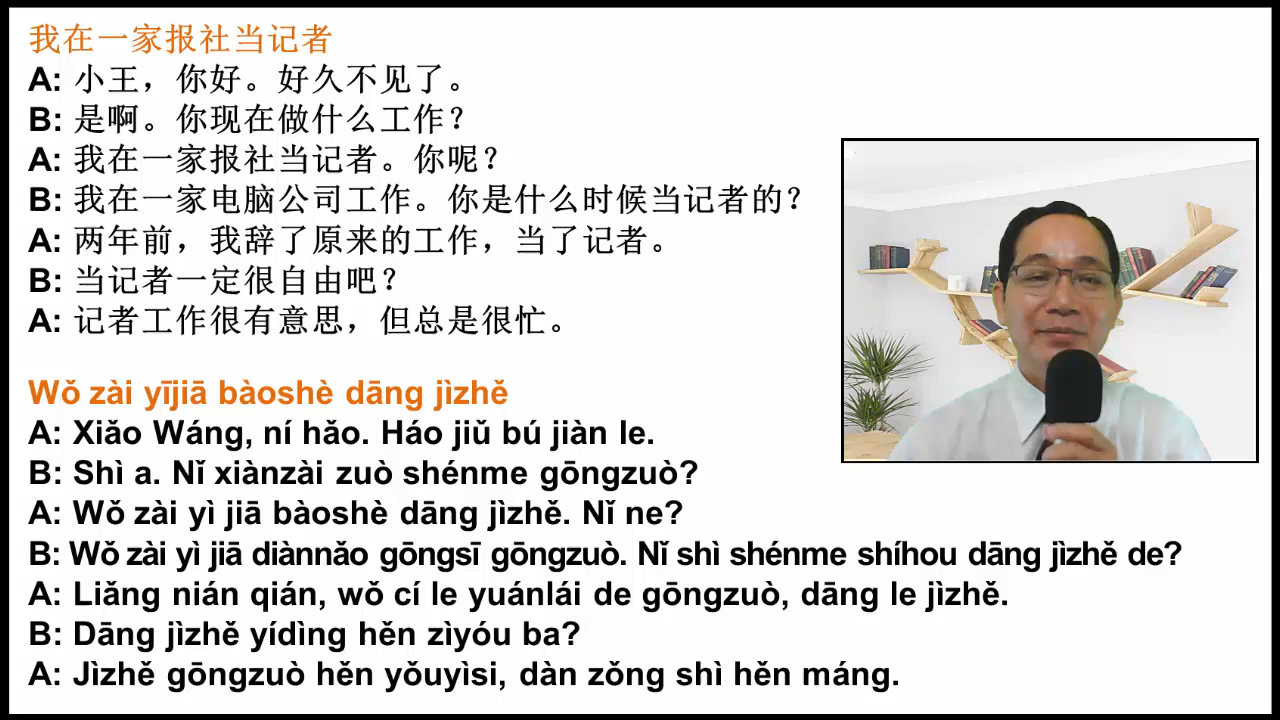 我在一家报社当记者
A: 小王，你好。好久不见了。
B: 是啊。你现在做什么工作？
A: 我在一家报社当记者。你呢？
B: 我在一家电脑公司工作。你是什么时候当记者的？
A: 两年前，我辞了原来的工作，当了记者。
B: 当记者一定很自由吧？
A: 记者工作很有意思，但总是很忙。
Wǒ zài yījiā bàoshè dāng jìzhě
A: Xiǎo Wáng, ní hǎo. Háo jiǔ bú jiàn le.
B: Shì a. Nǐ xiànzài zuò shénme gōngzuò?
A: Wǒ zài yì jiā bàoshè dāng jìzhě. Nǐ ne?
B: Wǒ zài yì jiā diànnǎo gōngsī gōngzuò. Nǐ shì shénme shíhou dāng jìzhě de?
A: Liǎng nián qián, wǒ cí le yuánlái de gōngzuò, dāng le jìzhě.
B: Dāng jìzhě yídìng hěn zìyóu ba?
A: Jìzhě gōngzuò hěn yǒuyìsi, dàn zǒng shì hěn máng.